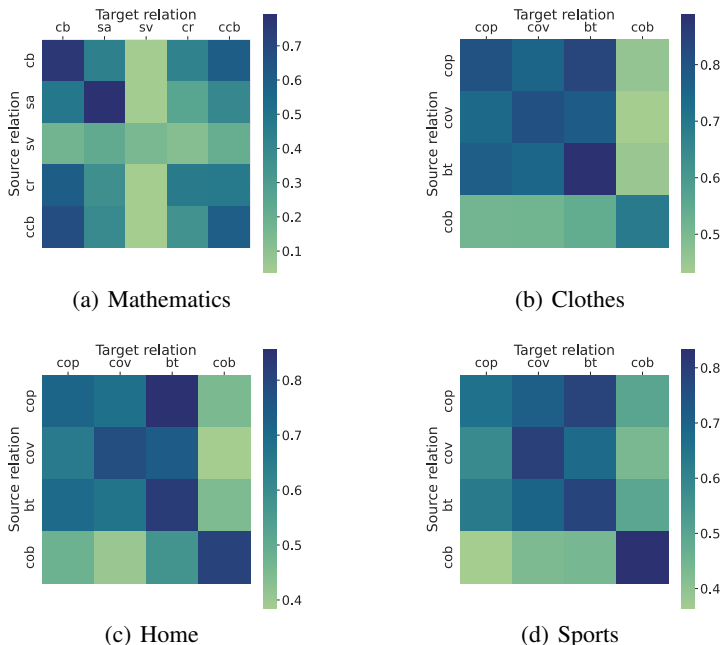 Target relation
cb sa sv cr ccb
Source relation
cb
sa
sv
cr
ccb
0.7
0.6
0.5
0.4
0.3
0.2
0.1
(a) Mathematics
Target relation
cop cov bt cob
Source relation
cop
cov
bt
cob
0.8
0.7
0.6
0.5
(b) Clothes
Target relation
cop cov bt cob
Source relation
cop
cov
bt
cob
0.8
0.7
0.6
0.5
0.4
(c) Home
Target relation
cop cov bt cob
Source relation
cop
cov
bt
cob
0.8
0.7
0.6
0.5
0.4
(d) Sports